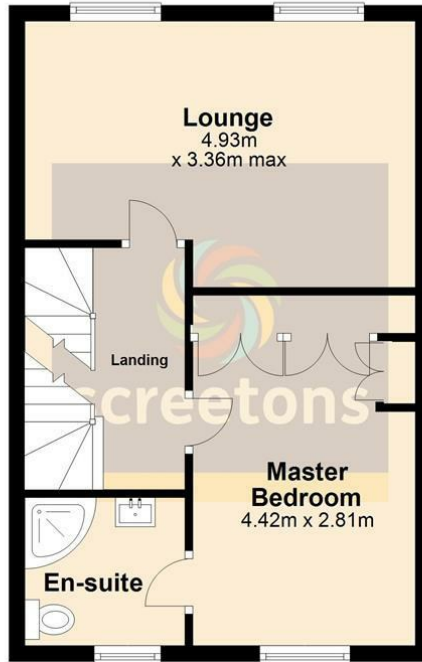 Lounge
4.93m
x 3.36m max
Landing
screetons
Master
Bedroom
4.42m x 2.81m
En-suite